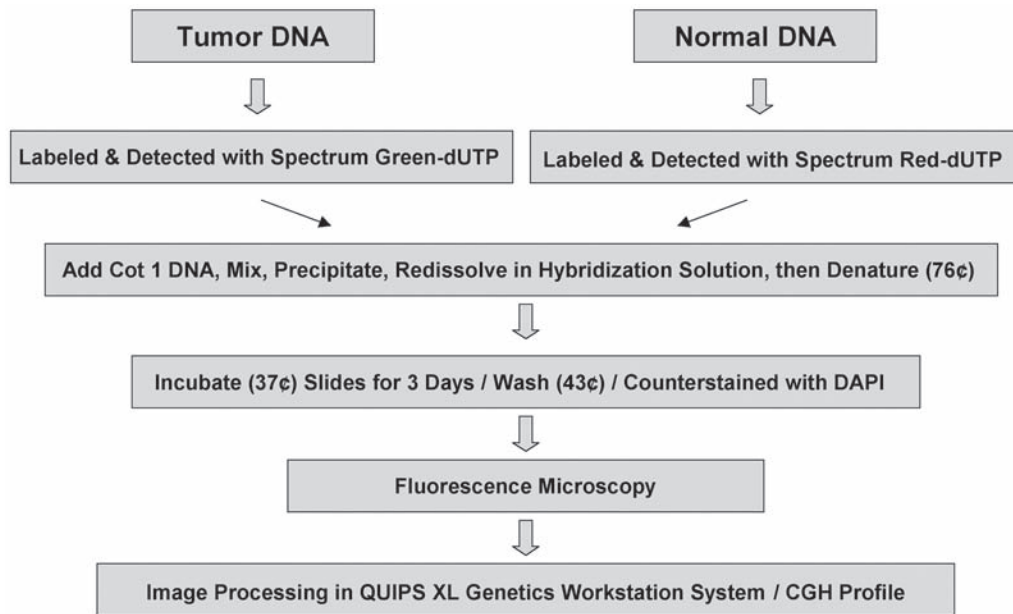 Tumor DNA
Normal DNA
Labeled & Detected with Spectrum Green-dUTP
Labeled & Detected with Spectrum Red-dUTP
Add Cot 1 DNA, Mix, Precipitate, Redissolve in Hybridization Solution, then Denature (76¢)
Incubate (37¢) Slides for 3 Days / Wash (43¢) / Counterstained with DAPI
Fluorescence Microscopy
Image Processing in QUIPS XL Genetics Workstation System / CGH Profile